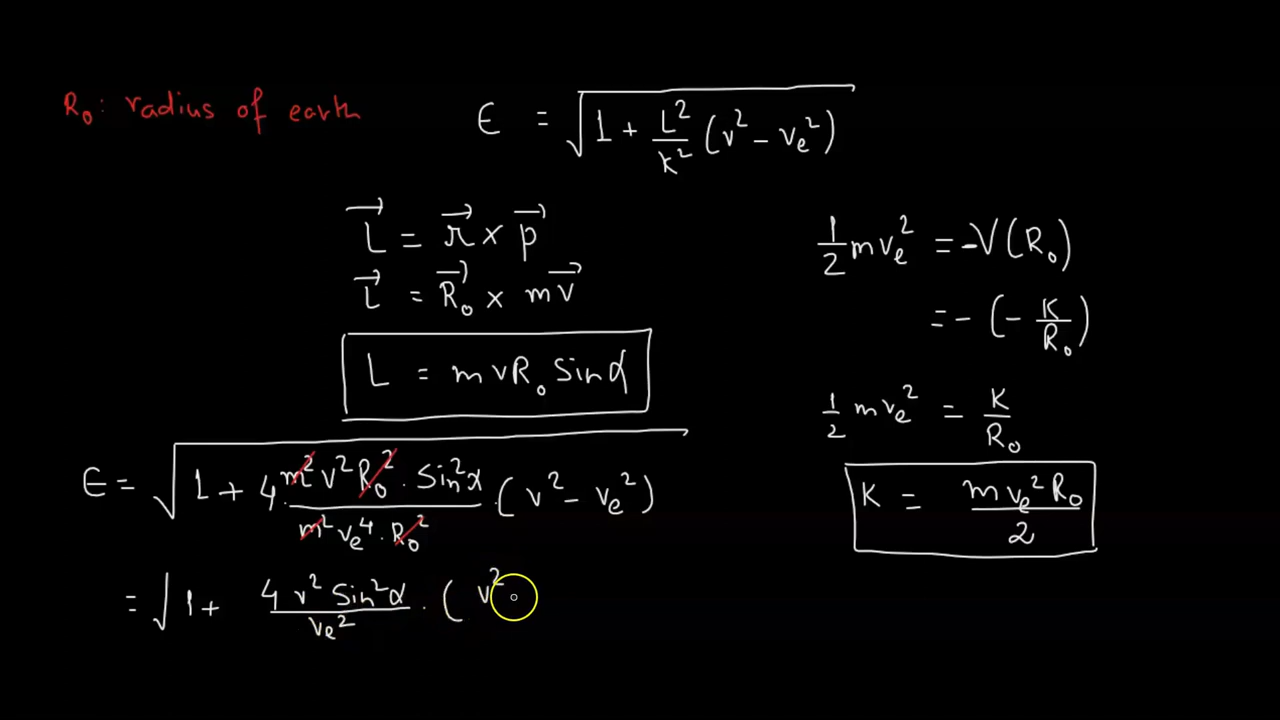 R₀: radius of earth
ϵ = √(1 + L²/k² (v² − vₑ²))
L⃗ = r⃗ × p⃗
L⃗ = R⃗₀ × mv⃗
L = mvR₀ Sinα
ϵ = √(1 + 4·m²v²R₀²·Sin²α / m²vₑ⁴·R₀² · (v² − vₑ²))
= √1 + 4v² Sin²α / vₑ² · (v²
½mvₑ² = −V(R₀)
= −(−K/R₀)
½mvₑ² = K/R₀
K = mvₑ²R₀/2